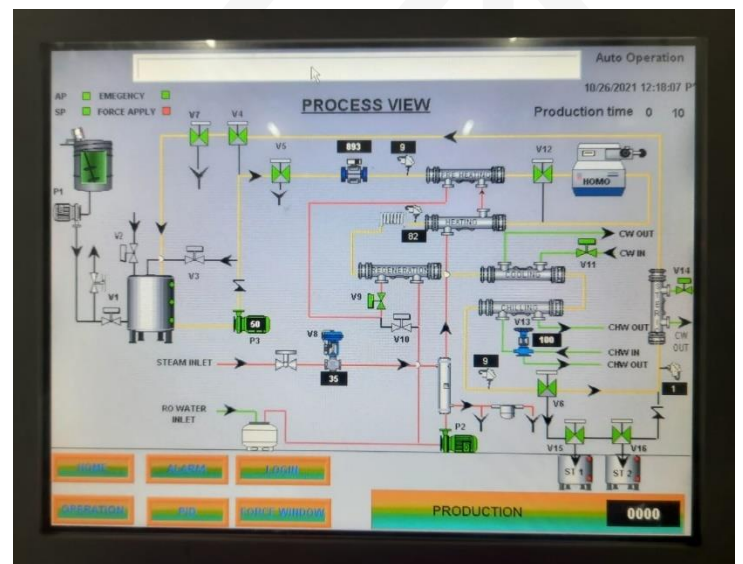 Auto Operation
10/26/2021 12:18:07 P
AP EMEGENCY
SP FORCE APPLY
PROCESS VIEW
Production time 0 10
V7 V4
V5
893
9
V12
HOMO
P1
HEATING
82
CW OUT
V2
CW IN
V11
V3
REGENERATION
COOLING
V14
V9
V1
CHILLING
50
V8
V10
V13
CHW OUT
CW OUT
P3
100
STEAM INLET
35
CHW IN
CHW OUT
9
1
V6
RO WATER INLET
P2
V15
V16
ST 1
ST 2
HOME
ALARM
LOGIN
OPERATION
PID
FORCE WINDOW
PRODUCTION
0000